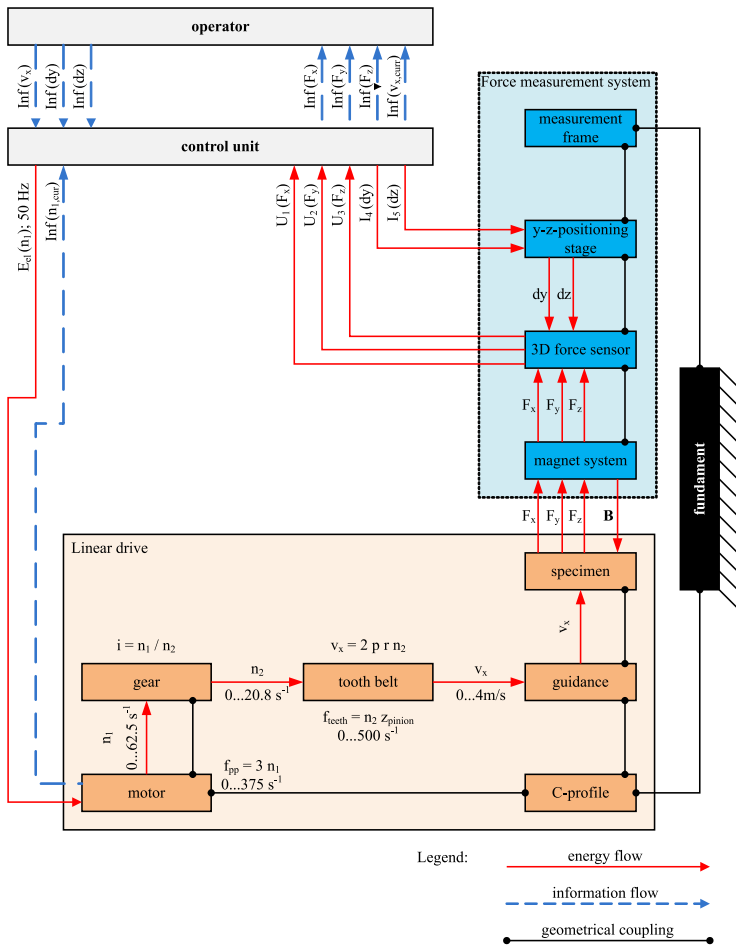 operator
Inf(vx)
Inf(dy)
Inf(dz)
Inf(Fx)
Inf(Fy)
Inf(Fz)
Inf(vx,curr)
control unit
Eel(n1); 50 Hz
Inf(n1,cur)
U1(Fx)
U2(Fy)
U3(Fz)
I4(dy)
I5(dz)
Force measurement system
measurement
frame
y-z-positioning
stage
dy
dz
3D force sensor
Fx
Fy
Fz
magnet system
Fx
Fy
Fz
B
fundament
Linear drive
specimen
vx
i = n1 / n2
vx = 2 p r n2
gear
n2
0...20.8 s-1
tooth belt
vx
0...4m/s
guidance
n1
0...62.5 s-1
fteeth = n2 zpinion
0...500 s-1
fpp = 3 n1
0...375 s-1
motor
C-profile
Legend:
energy flow
information flow
geometrical coupling